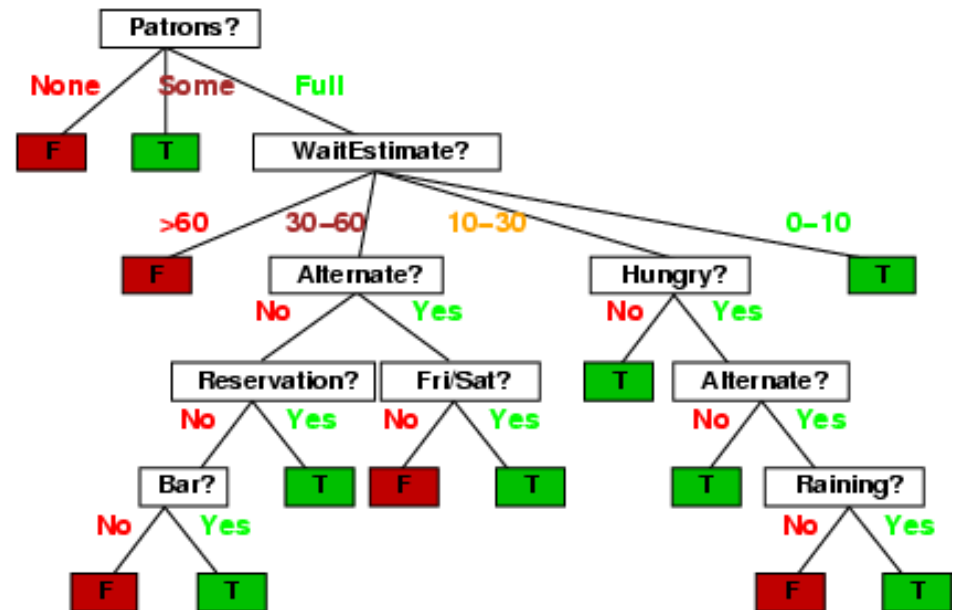 Patrons?
None Some Full
F T WaitEstimate?
>60 30–60 10–30 0–10
F Alternate? Hungry? T
No Yes No Yes
Reservation? Fri/Sat? T Alternate?
No Yes No Yes No Yes
Bar? T F T T Raining?
No Yes No Yes
F T F T